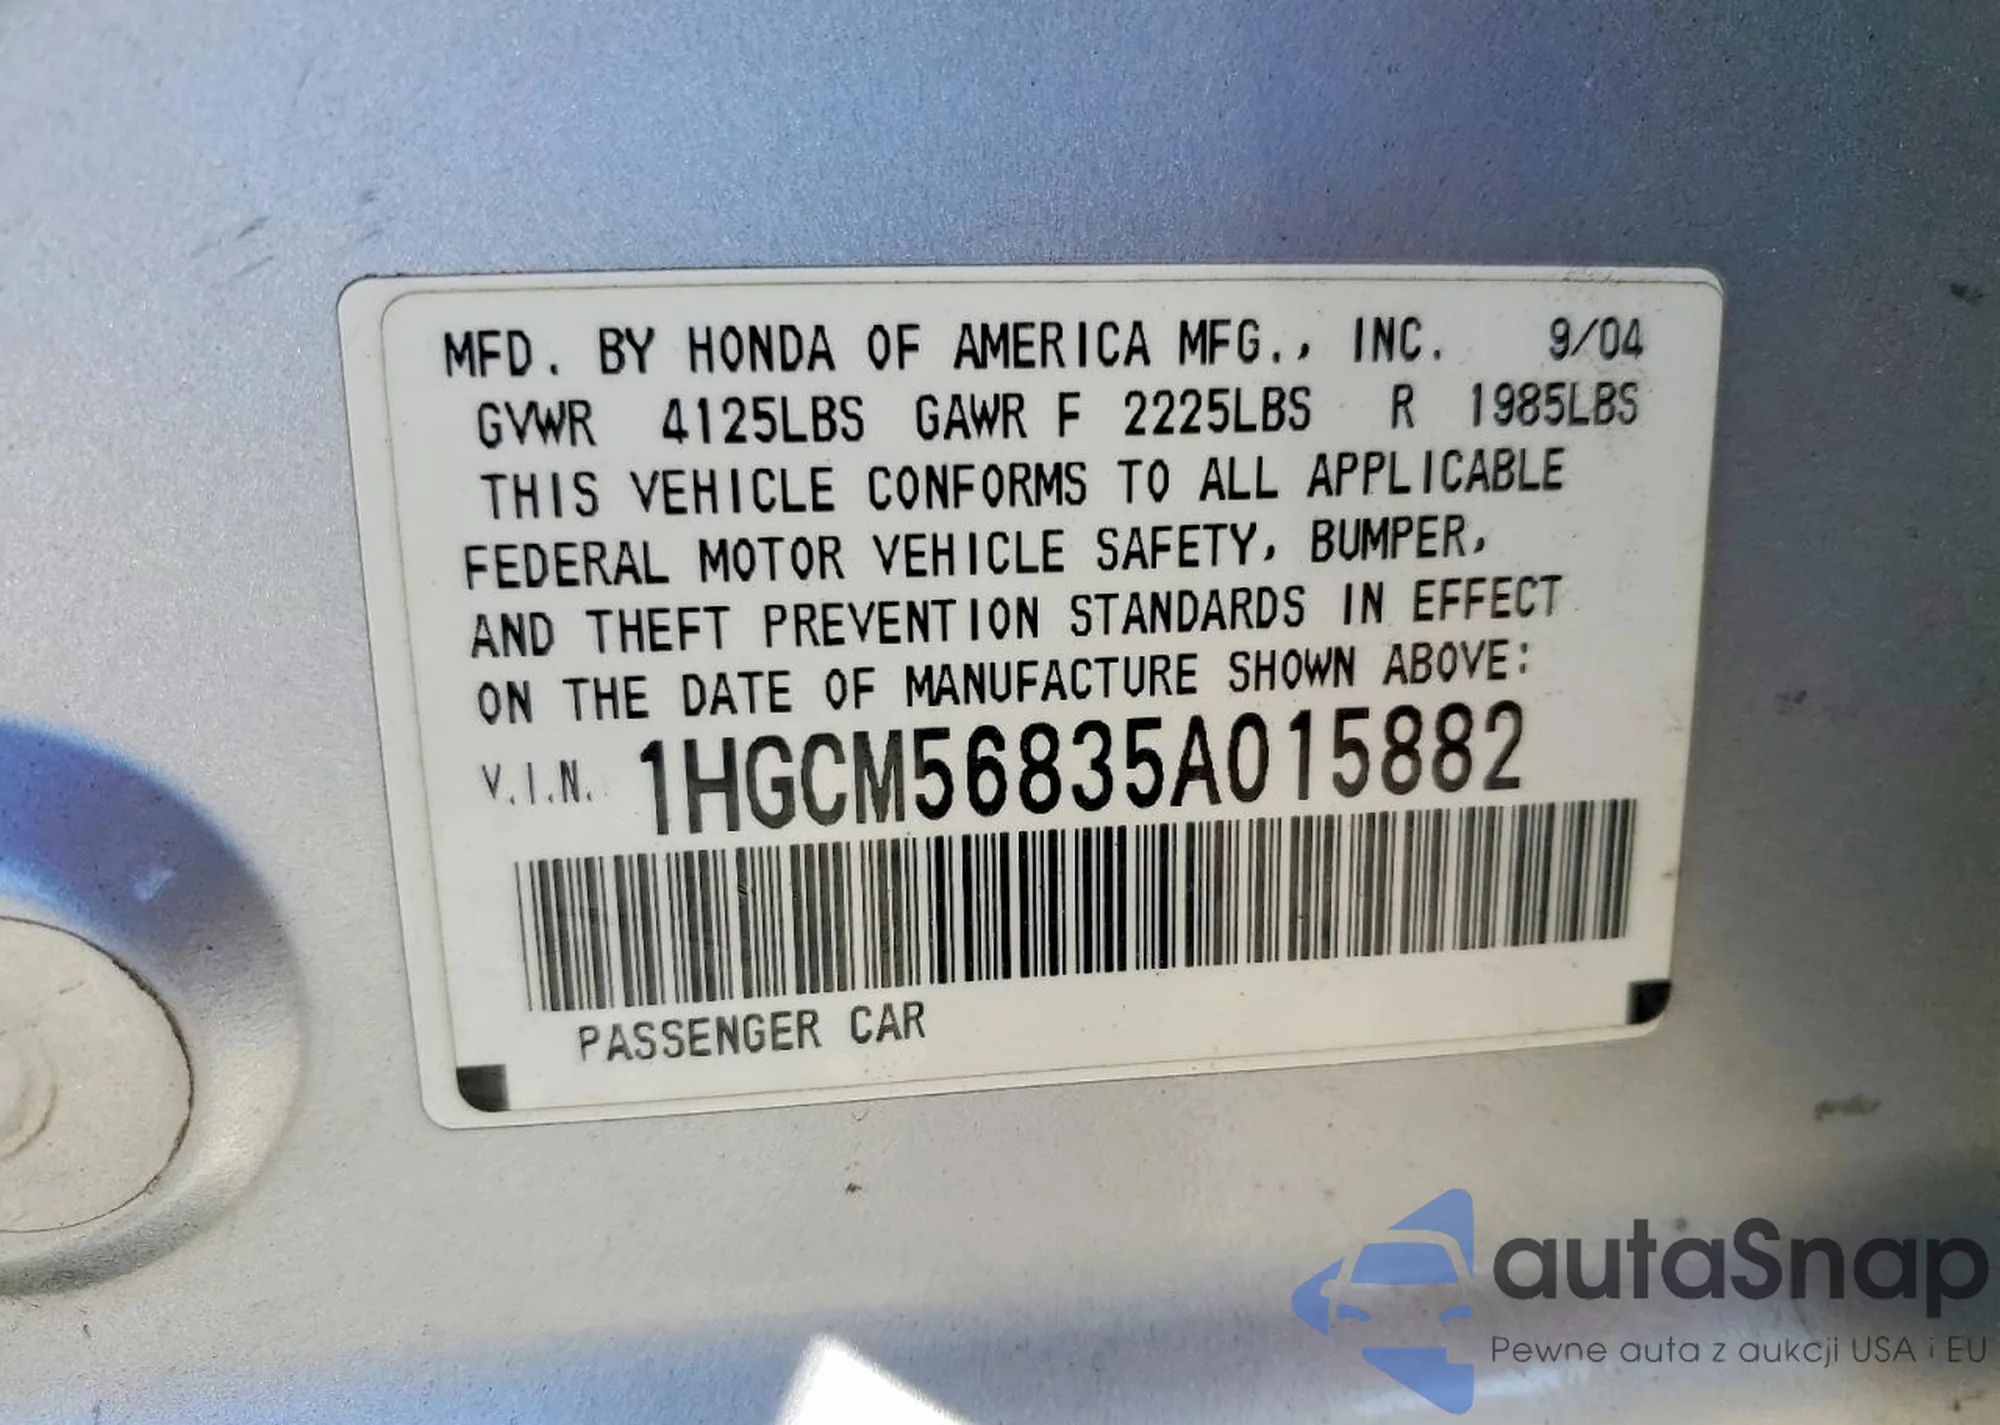 MFD. BY HONDA OF AMERICA MFG., INC. 9/04
GVWR 4125LBS GAWR F 2225LBS R 1985LBS
THIS VEHICLE CONFORMS TO ALL APPLICABLE
FEDERAL MOTOR VEHICLE SAFETY, BUMPER,
AND THEFT PREVENTION STANDARDS IN EFFECT
ON THE DATE OF MANUFACTURE SHOWN ABOVE:
V.I.N. 1HGCM56835A015882
PASSENGER CAR
autaSnap
Pewne auta z aukcji USA i EU